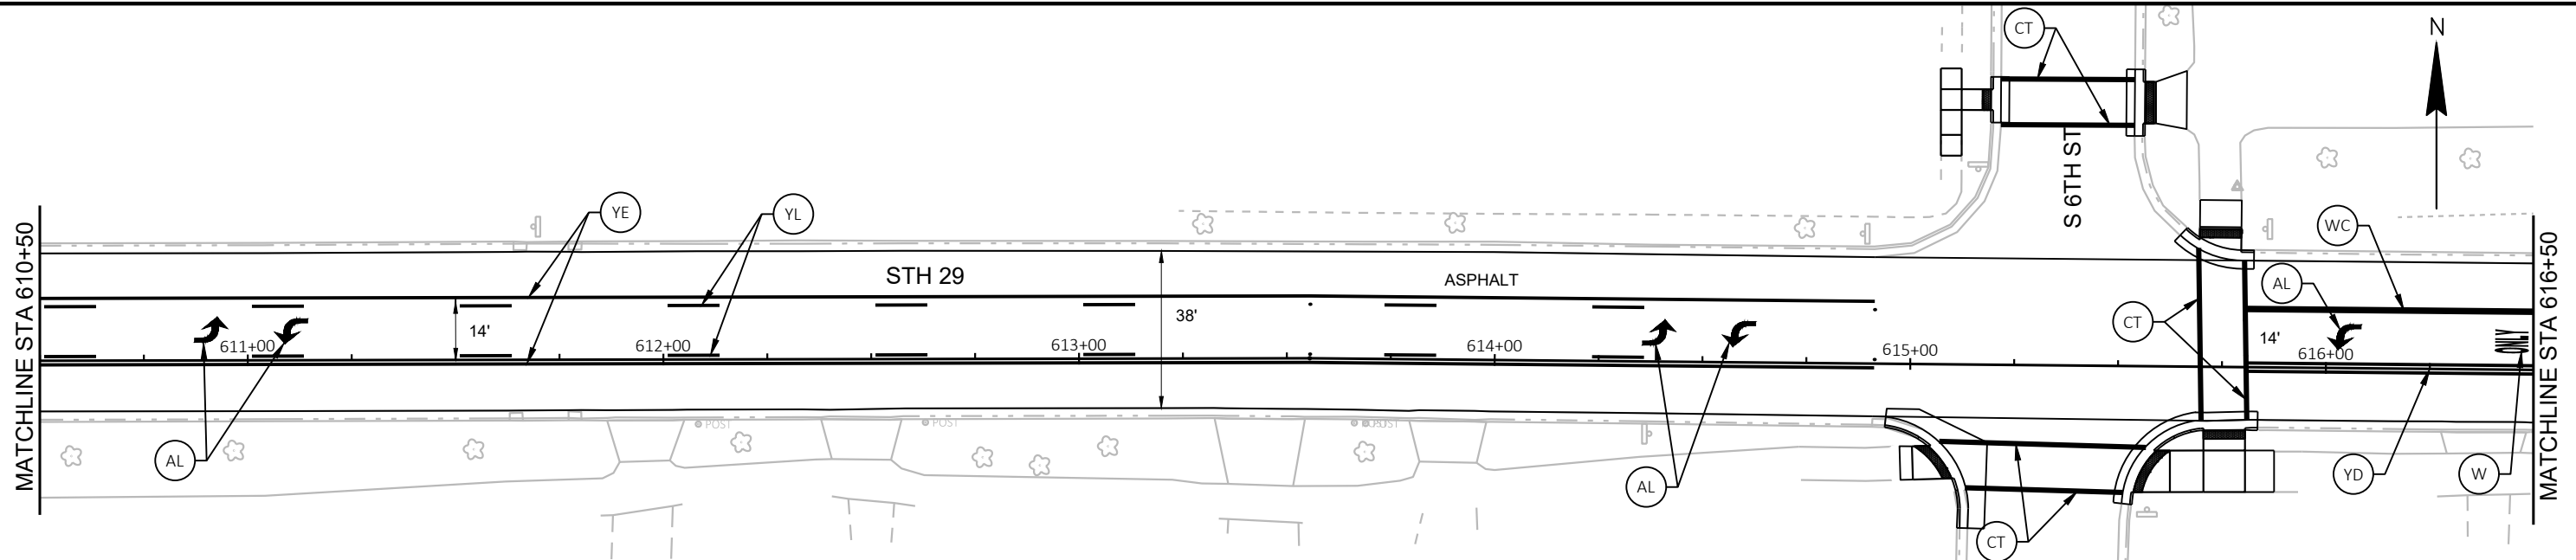 CT
N
S 6TH ST
MATCHLINE STA 610+50
YE
YL
WC
MATCHLINE STA 616+50
STH 29
ASPHALT
AL
14'
38'
CT
14'
611+00
612+00
613+00
614+00
615+00
616+00
POST
POST
POST
AL
AL
YD
W
CT